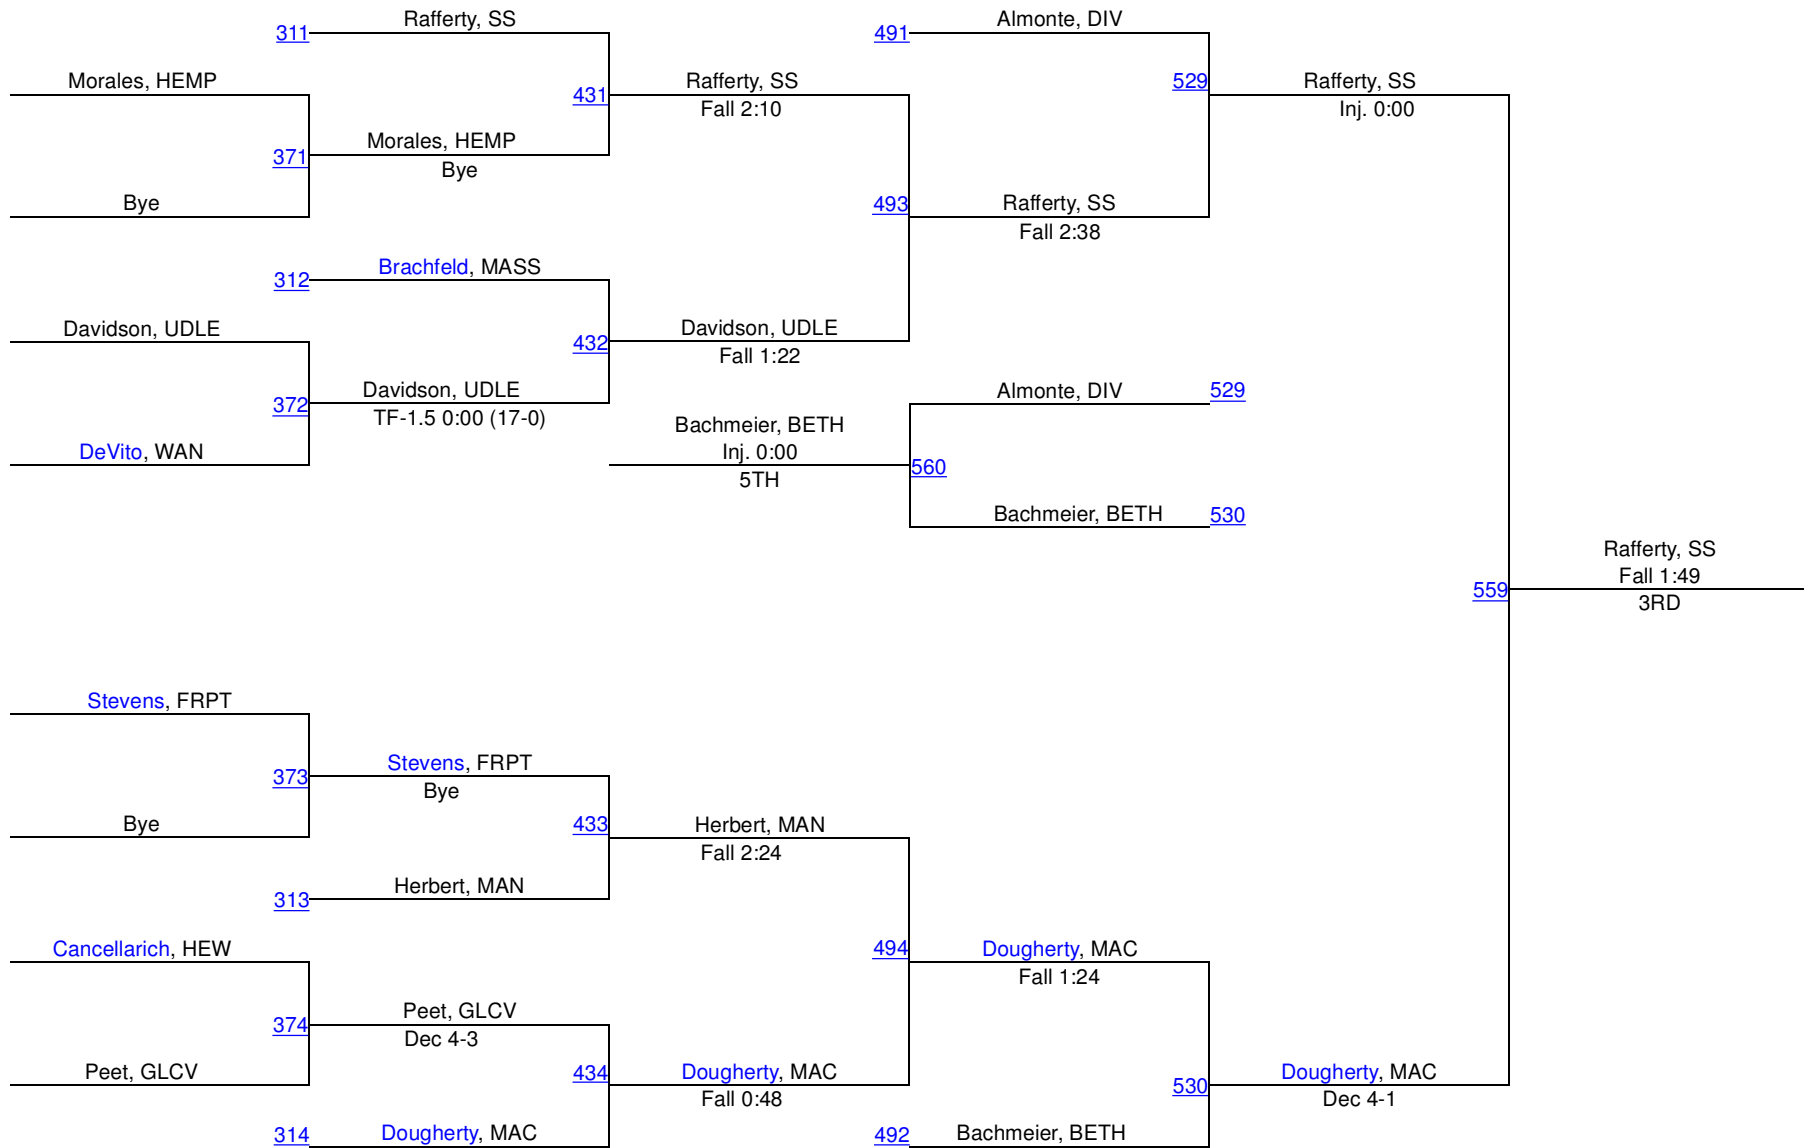 Rafferty, SS
Almonte, DIV
311
491
Morales, HEMP
Rafferty, SS
529
Rafferty, SS
431
Fall 2:10
Inj. 0:00
Morales, HEMP
371
Bye
Bye
493
Rafferty, SS
Fall 2:38
Brachfeld, MASS
312
Davidson, UDLE
Davidson, UDLE
432
Fall 1:22
Davidson, UDLE
Almonte, DIV
529
372
TF-1.5 0:00 (17-0)
Bachmeier, BETH
DeVito, WAN
Inj. 0:00
560
5TH
Bachmeier, BETH
530
Rafferty, SS
Fall 1:49
559
3RD
Stevens, FRPT
Stevens, FRPT
373
Bye
Bye
433
Herbert, MAN
Fall 2:24
Herbert, MAN
313
Cancellarich, HEW
494
Dougherty, MAC
Fall 1:24
Peet, GLCV
374
Dec 4-3
Peet, GLCV
434
Dougherty, MAC
530
Dougherty, MAC
Fall 0:48
Dec 4-1
314
Dougherty, MAC
492
Bachmeier, BETH